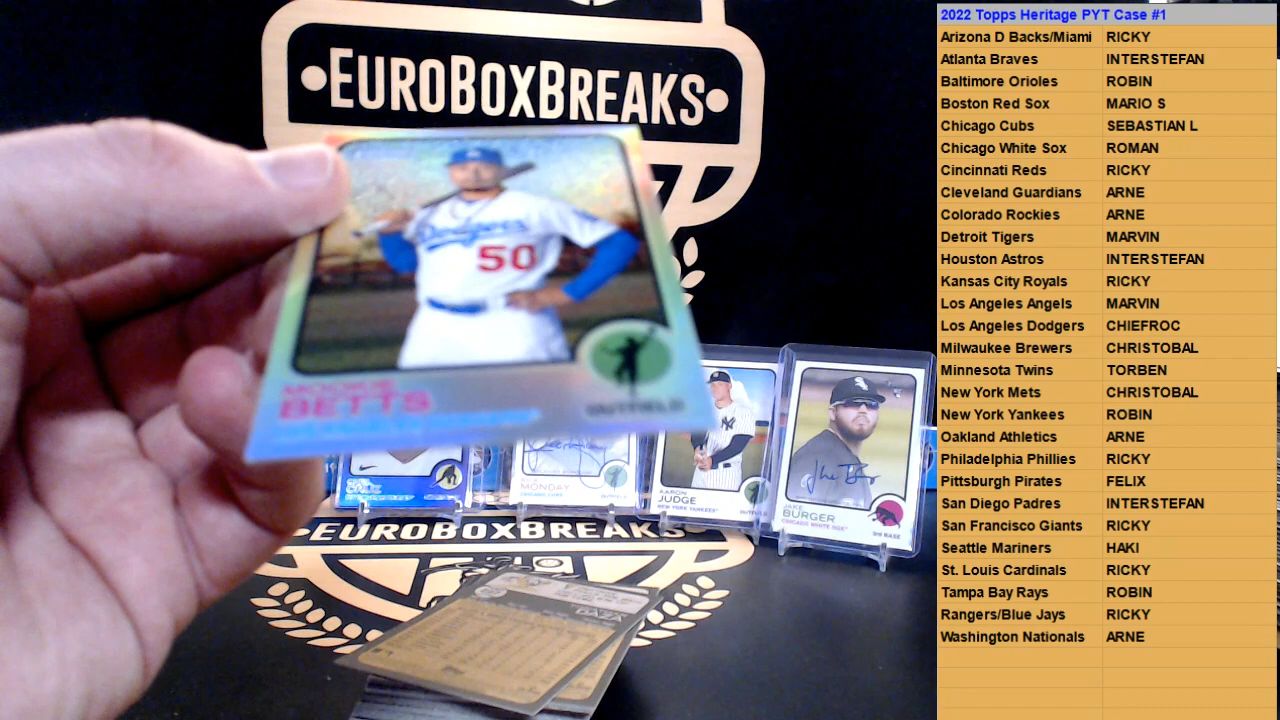 EUROBOXBREAKS
Dodgers
50
MOOKIE
BETTS
OUTFIELD
MONDAY
CHICAGO CUBS
OUTFIELD
AARON
JUDGE
NEW YORK YANKEES
JAKE
BURGER
CHICAGO WHITE SOX
3RD BASE
EUROBOXBREAKS
2022 Topps Heritage PYT Case #1
Arizona D Backs/Miami RICKY
Atlanta Braves INTERSTEFAN
Baltimore Orioles ROBIN
Boston Red Sox MARIO S
Chicago Cubs SEBASTIAN L
Chicago White Sox ROMAN
Cincinnati Reds RICKY
Cleveland Guardians ARNE
Colorado Rockies ARNE
Detroit Tigers MARVIN
Houston Astros INTERSTEFAN
Kansas City Royals RICKY
Los Angeles Angels MARVIN
Los Angeles Dodgers CHIEFROC
Milwaukee Brewers CHRISTOBAL
Minnesota Twins TORBEN
New York Mets CHRISTOBAL
New York Yankees ROBIN
Oakland Athletics ARNE
Philadelphia Phillies RICKY
Pittsburgh Pirates FELIX
San Diego Padres INTERSTEFAN
San Francisco Giants RICKY
Seattle Mariners HAKI
St. Louis Cardinals RICKY
Tampa Bay Rays ROBIN
Rangers/Blue Jays RICKY
Washington Nationals ARNE